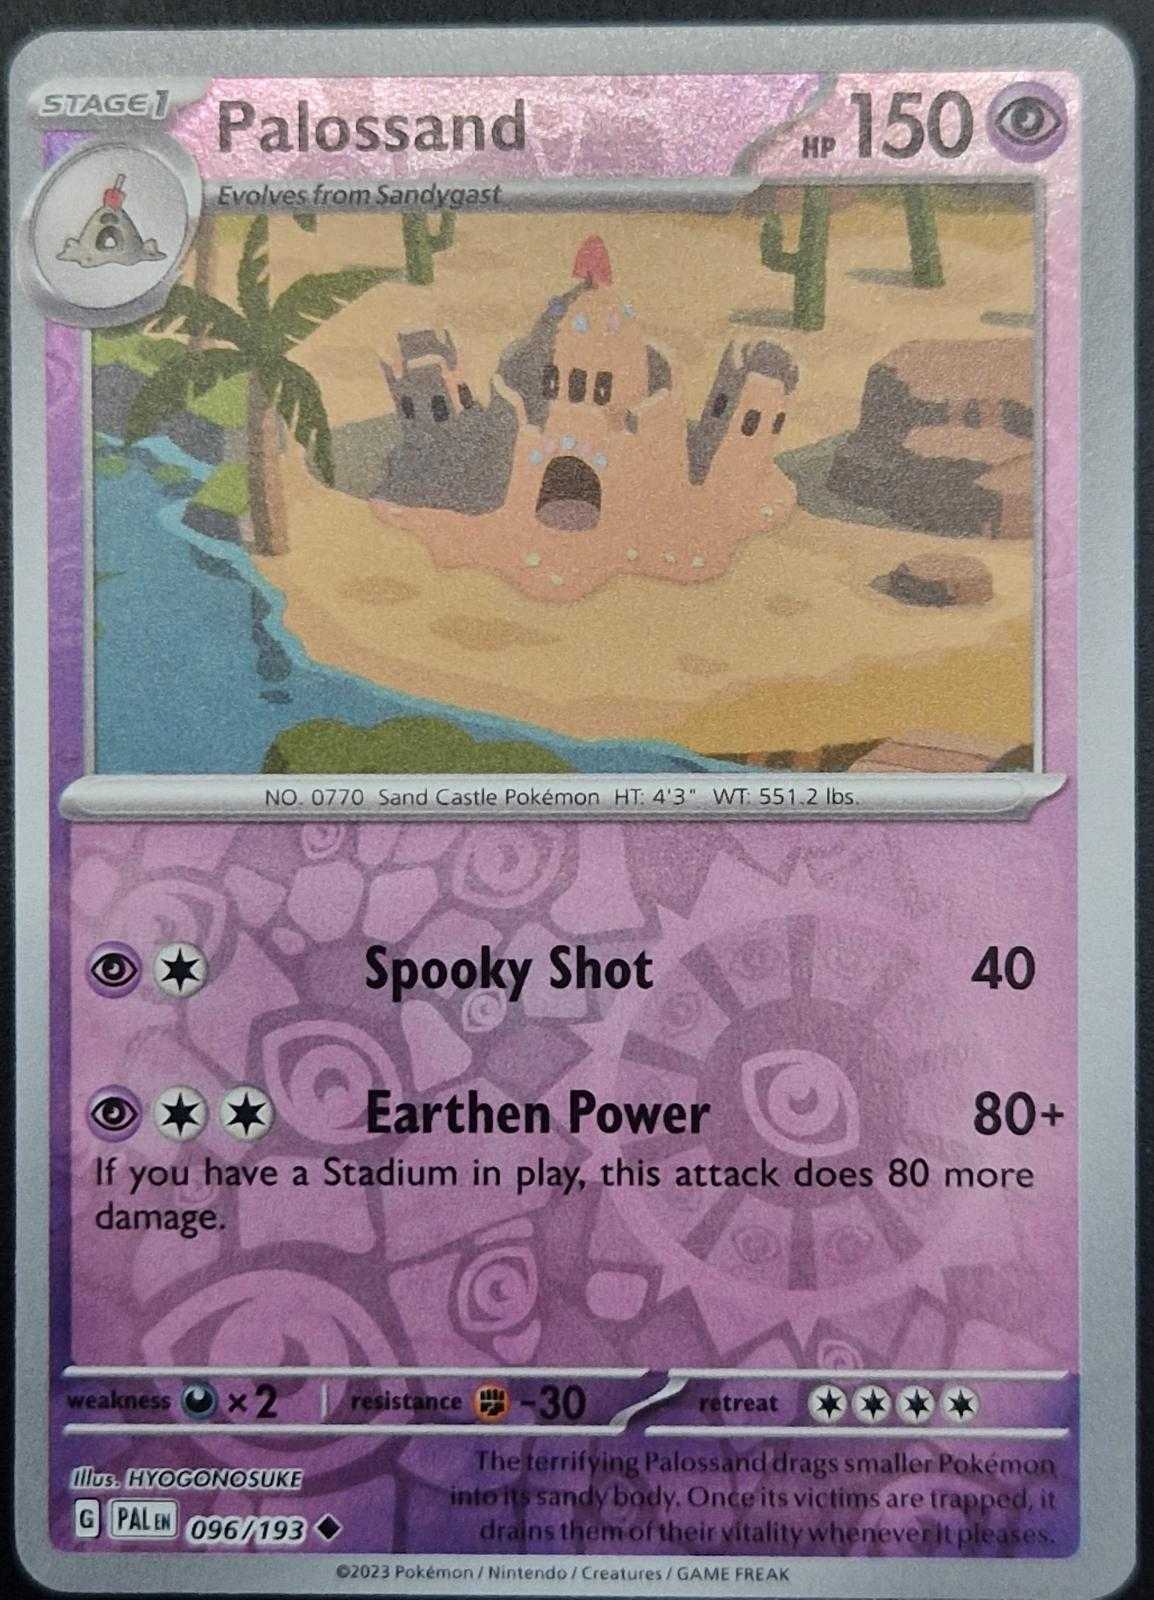 STAGE 1
Palossand
HP 150
Evolves from Sandygast
NO. 0770 Sand Castle Pokémon HT: 4'3" WT: 551.2 lbs.
Spooky Shot 40
Earthen Power 80+
If you have a Stadium in play, this attack does 80 more
damage.
weakness ×2 resistance -30 retreat
Illus. HYOGONOSUKE
G PAL EN 096/193
The terrifying Palossand drags smaller Pokémon
into its sandy body. Once its victims are trapped, it
drains them of their vitality whenever it pleases.
©2023 Pokémon / Nintendo / Creatures / GAME FREAK